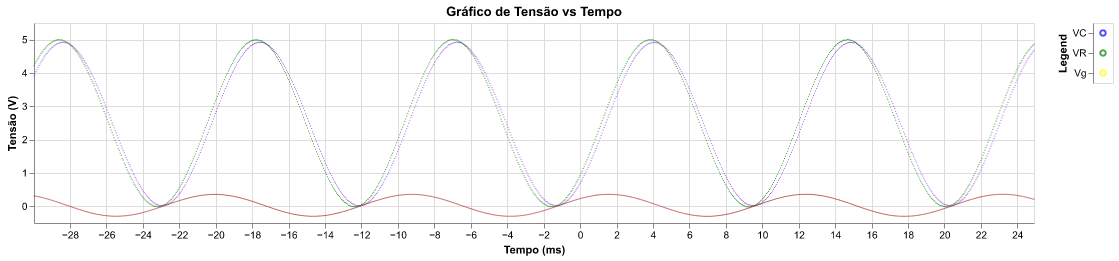 Gráfico de Tensão vs Tempo
Tensão (V)
5
4
3
2
1
0
−28 −26 −24 −22 −20 −18 −16 −14 −12 −10 −8 −6 −4 −2 0 2 4 6 8 10 12 14 16 18 20 22 24
Tempo (ms)
Legend
VC
VR
Vg